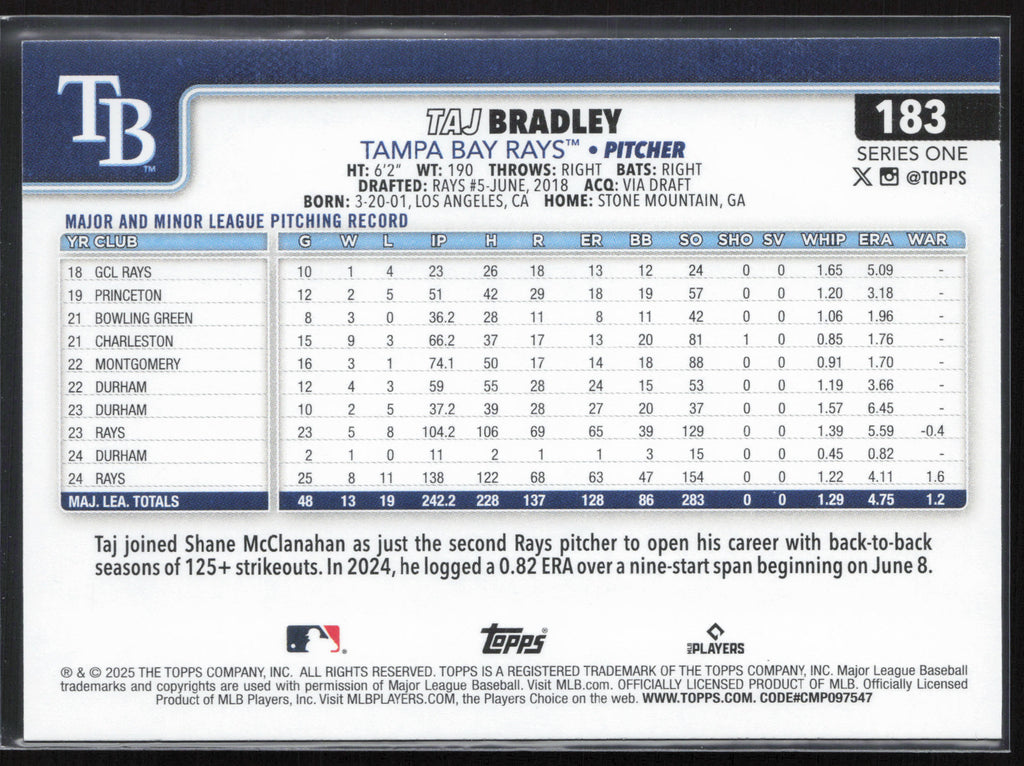 TB™
183
TAJ BRADLEY
TAMPA BAY RAYS™ • PITCHER
SERIES ONE
@TOPPS
HT: 6'2" WT: 190 THROWS: RIGHT BATS: RIGHT
DRAFTED: RAYS #5-JUNE, 2018 ACQ: VIA DRAFT
BORN: 3-20-01, LOS ANGELES, CA HOME: STONE MOUNTAIN, GA
MAJOR AND MINOR LEAGUE PITCHING RECORD
YR CLUB G W L IP H R ER BB SO SHO SV WHIP ERA WAR
18 GCL RAYS 10 1 4 23 26 18 13 12 24 0 0 1.65 5.09 -
19 PRINCETON 12 2 5 51 42 29 18 19 57 0 0 1.20 3.18 -
21 BOWLING GREEN 8 3 0 36.2 28 11 8 11 42 0 0 1.06 1.96 -
21 CHARLESTON 15 9 3 66.2 37 17 13 20 81 1 0 0.85 1.76 -
22 MONTGOMERY 16 3 1 74.1 50 17 14 18 88 0 0 0.91 1.70 -
22 DURHAM 12 4 3 59 55 28 24 15 53 0 0 1.19 3.66 -
23 DURHAM 10 2 5 37.2 39 28 27 20 37 0 0 1.57 6.45 -
23 RAYS 23 5 8 104.2 106 69 65 39 129 0 0 1.39 5.59 -0.4
24 DURHAM 2 1 0 11 2 1 1 3 15 0 0 0.45 0.82 -
24 RAYS 25 8 11 138 122 68 63 47 154 0 0 1.22 4.11 1.6
MAJ. LEA. TOTALS 48 13 19 242.2 228 137 128 86 283 0 0 1.29 4.75 1.2
Taj joined Shane McClanahan as just the second Rays pitcher to open his career with back-to-back
seasons of 125+ strikeouts. In 2024, he logged a 0.82 ERA over a nine-start span beginning on June 8.
TOPPS® MLB PLAYERS
® & © 2025 THE TOPPS COMPANY, INC. ALL RIGHTS RESERVED. TOPPS IS A REGISTERED TRADEMARK OF THE TOPPS COMPANY, INC. Major League Baseball
trademarks and copyrights are used with permission of Major League Baseball. Visit MLB.com. OFFICIALLY LICENSED PRODUCT OF MLB. Officially Licensed
Product of MLB Players, Inc. Visit MLBPLAYERS.COM, the Players Choice on the web. WWW.TOPPS.COM. CODE#CMP097547